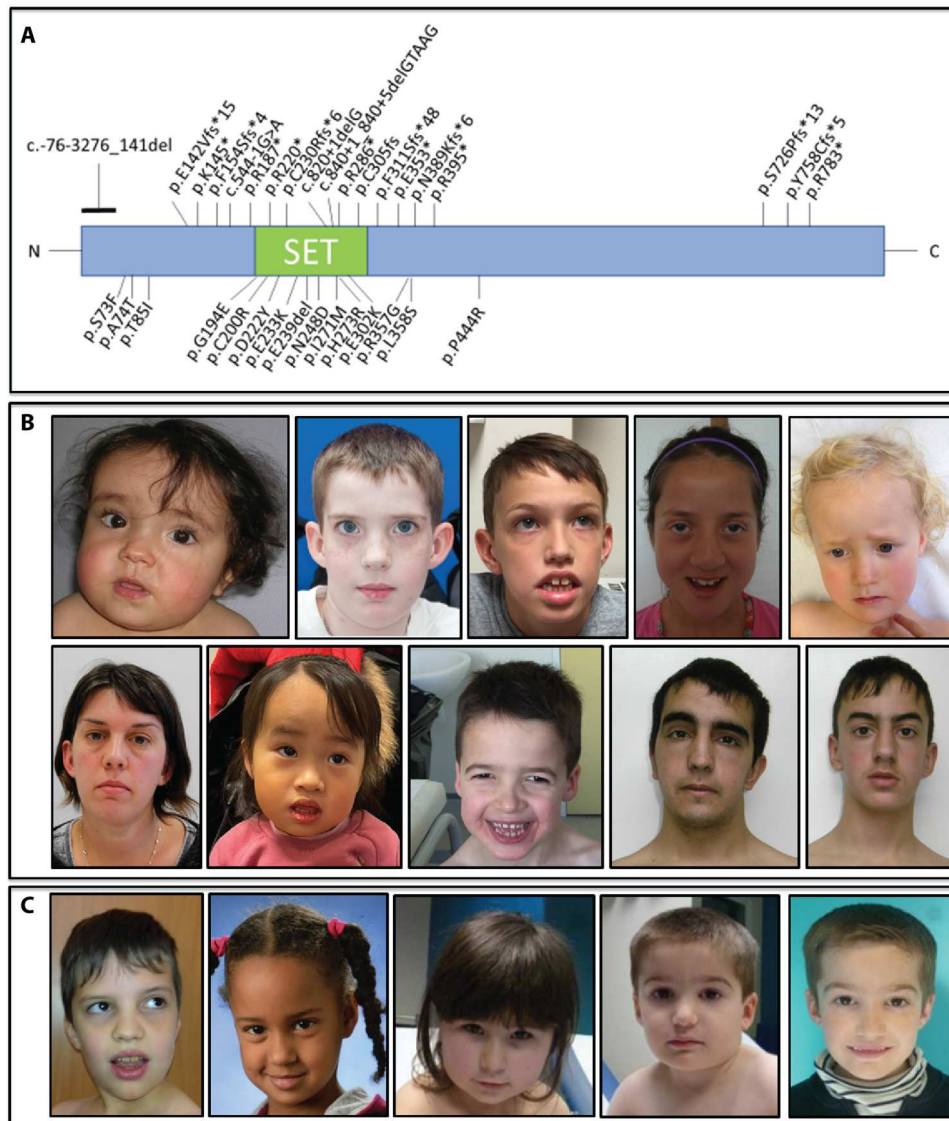 A
c.-76-3276_141del
p.E142Vfs*15
p.K145*
p.F154Sfs*4
c.544-1G>A
p.R187*
p.R220*
p.C230Rfs*6
c.820+1delG
c.840+1_840+5delGTAAG
p.R286*
p.C305fs
p.F311Sfs*48
p.E353*
p.N389Kfs*6
p.R395*
p.S726Pfs*13
p.Y758Cfs*5
p.R783*
N
SET
C
p.S73F
p.A74T
p.T85I
p.G194E
p.C200R
p.D222Y
p.E233K
p.E239del
p.N248D
p.I271M
p.H273R
p.E302K
p.R357G
p.L358S
p.P444R
B
C